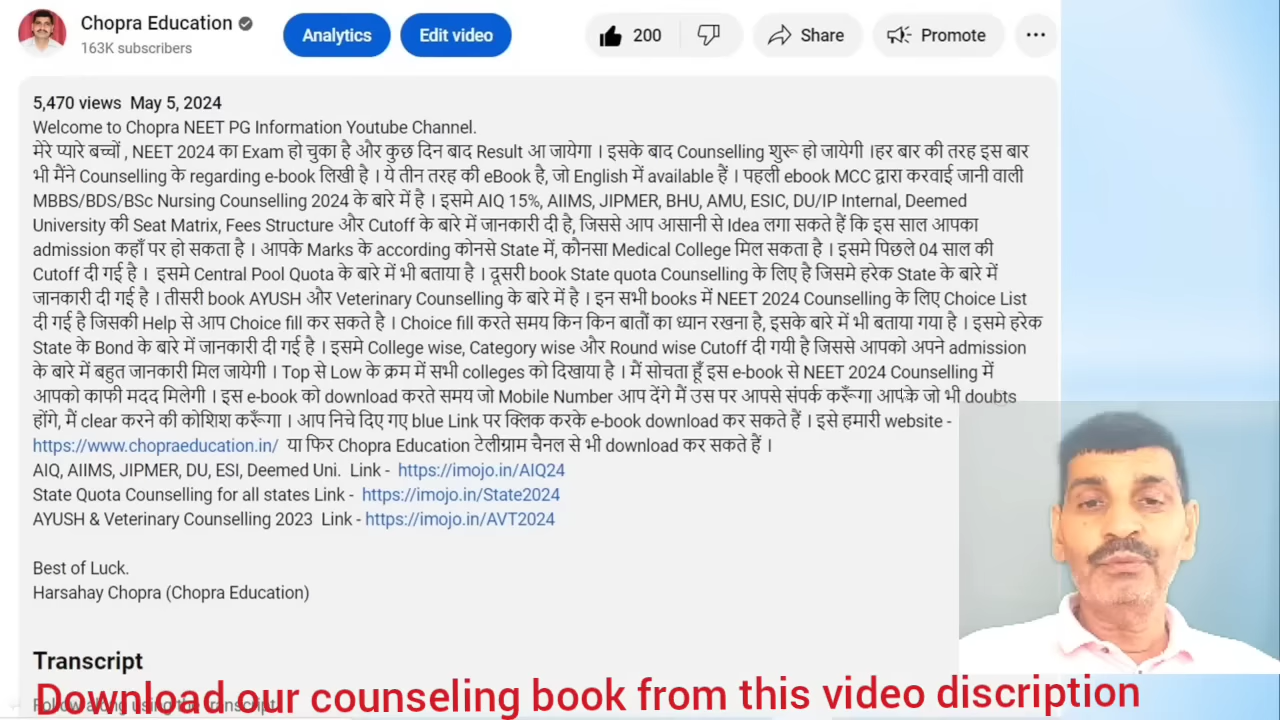 Chopra Education
163K subscribers
Analytics
Edit video
200
Share
Promote
5,470 views May 5, 2024
Welcome to Chopra NEET PG Information Youtube Channel.
मेरे प्यारे बच्चों , NEET 2024 का Exam हो चुका है और कुछ दिन बाद Result आ जायेगा । इसके बाद Counselling शुरू हो जायेगी ।हर बार की तरह इस बार
भी मैंने Counselling के regarding e-book लिखी है । ये तीन तरह की eBook है, जो English में available हैं । पहली ebook MCC द्वारा करवाई जानी वाली
MBBS/BDS/BSc Nursing Counselling 2024 के बारे में है । इसमे AIQ 15%, AIIMS, JIPMER, BHU, AMU, ESIC, DU/IP Internal, Deemed
University की Seat Matrix, Fees Structure और Cutoff के बारे में जानकारी दी है, जिससे आप आसानी से Idea लगा सकते हैं कि इस साल आपका
admission कहाँ पर हो सकता है । आपके Marks के according कोनसे State में, कौनसा Medical College मिल सकता है । इसमे पिछले 04 साल की
Cutoff दी गई है । इसमे Central Pool Quota के बारे में भी बताया है । दूसरी book State quota Counselling के लिए है जिसमे हरेक State के बारे में
जानकारी दी गई है । तीसरी book AYUSH और Veterinary Counselling के बारे में है । इन सभी books में NEET 2024 Counselling के लिए Choice List
दी गई है जिसकी Help से आप Choice fill कर सकते है । Choice fill करते समय किन किन बातों का ध्यान रखना है, इसके बारे में भी बताया गया है । इसमे हरेक
State के Bond के बारे में जानकारी दी गई है । इसमे College wise, Category wise और Round wise Cutoff दी गयी है जिससे आपको अपने admission
के बारे में बहुत जानकारी मिल जायेगी । Top से Low के क्रम में सभी colleges को दिखाया है । मैं सोचता हूँ इस e-book से NEET 2024 Counselling में
आपको काफी मदद मिलेगी । इस e-book को download करते समय जो Mobile Number आप देंगे मैं उस पर आपसे संपर्क करूँगा आपके जो भी doubts
होंगे, मैं clear करने की कोशिश करूँगा । आप निचे दिए गए blue Link पर क्लिक करके e-book download कर सकते हैं । इसे हमारी website -
https://www.chopraeducation.in/ या फिर Chopra Education टेलीग्राम चैनल से भी download कर सकते हैं ।
AIQ, AIIMS, JIPMER, DU, ESI, Deemed Uni. Link - https://imojo.in/AIQ24
State Quota Counselling for all states Link - https://imojo.in/State2024
AYUSH & Veterinary Counselling 2023 Link - https://imojo.in/AVT2024
Best of Luck.
Harsahay Chopra (Chopra Education)
Transcript
Follow along using the transcript.
Download our counseling book from this video discription